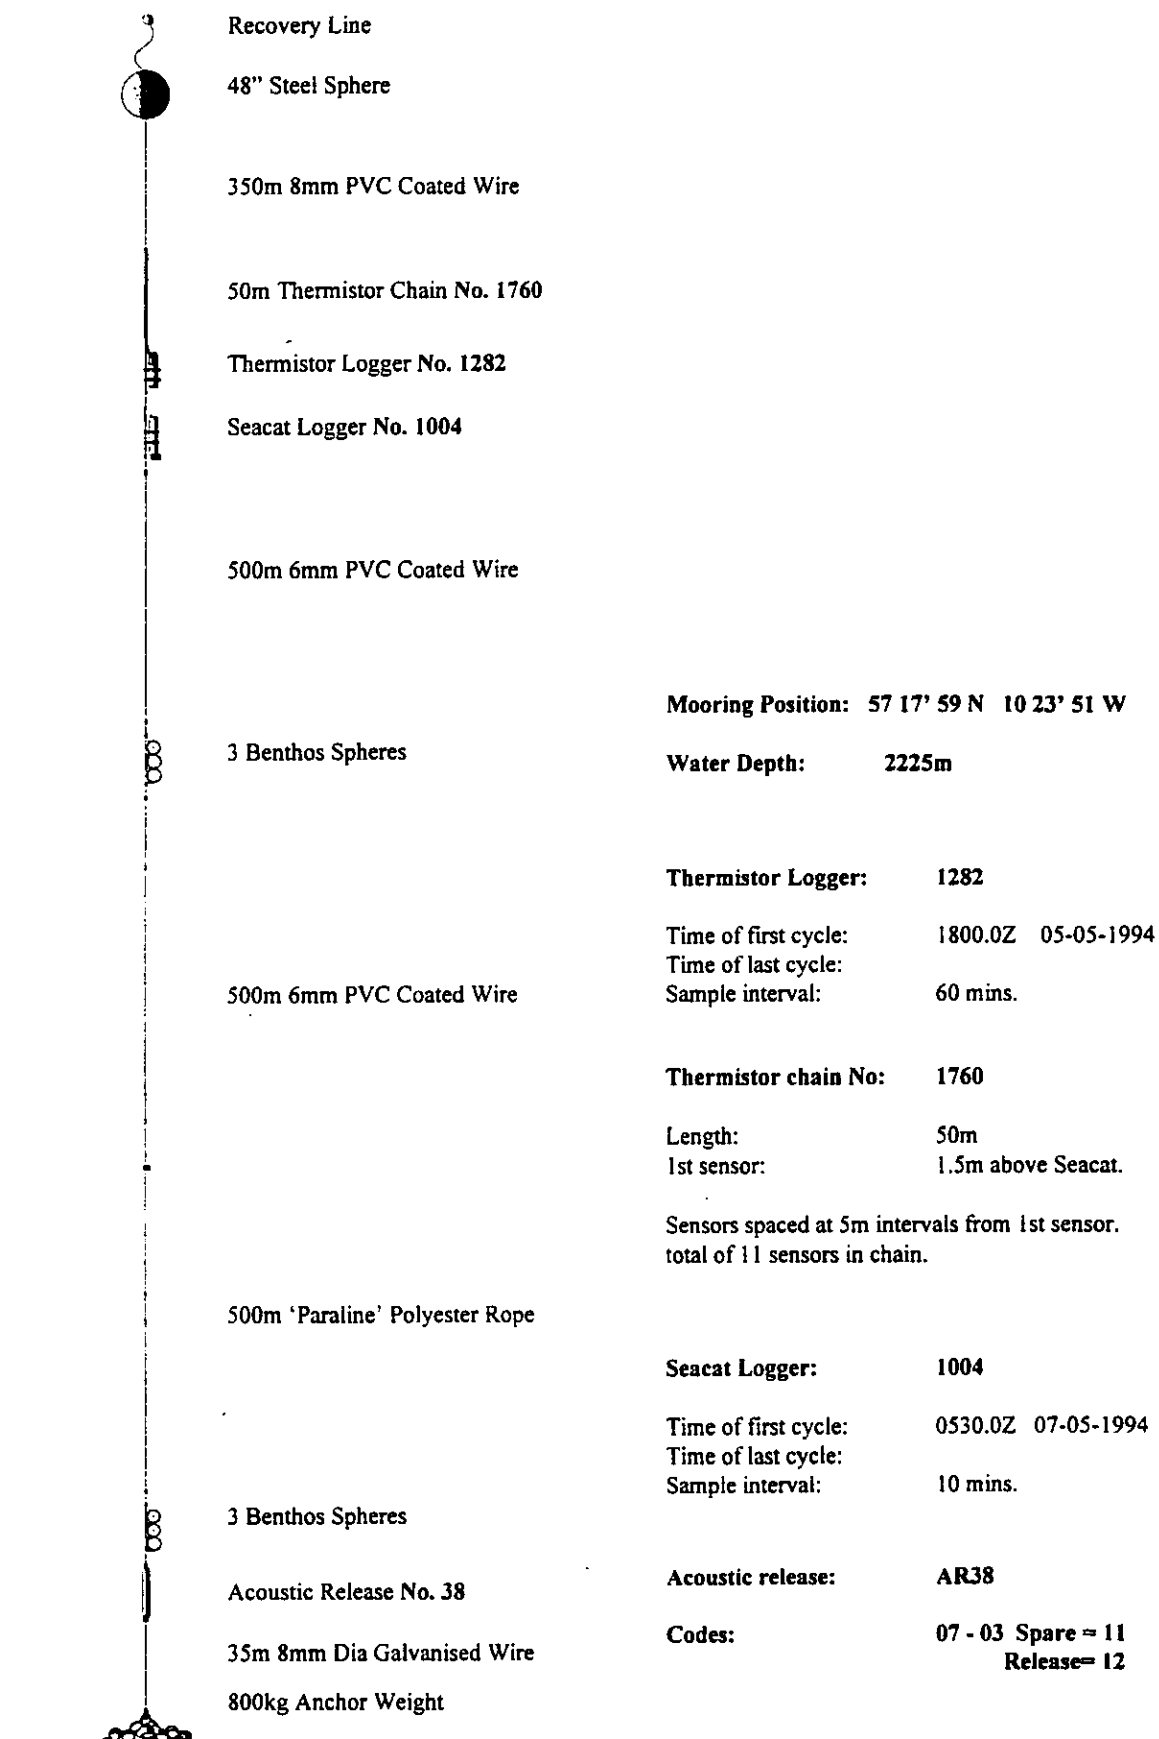 Recovery Line
48" Steel Sphere
350m 8mm PVC Coated Wire
50m Thermistor Chain No. 1760
Thermistor Logger No. 1282
Seacat Logger No. 1004
500m 6mm PVC Coated Wire
3 Benthos Spheres
500m 6mm PVC Coated Wire
500m ‘Paraline’ Polyester Rope
3 Benthos Spheres
Acoustic Release No. 38
35m 8mm Dia Galvanised Wire
800kg Anchor Weight
Mooring Position: 57 17’ 59 N 10 23’ 51 W
Water Depth: 2225m
Thermistor Logger: 1282
Time of first cycle: 1800.0Z 05-05-1994
Time of last cycle:
Sample interval: 60 mins.
Thermistor chain No: 1760
Length: 50m
1st sensor: 1.5m above Seacat.
Sensors spaced at 5m intervals from 1st sensor.
total of 11 sensors in chain.
Seacat Logger: 1004
Time of first cycle: 0530.0Z 07-05-1994
Time of last cycle:
Sample interval: 10 mins.
Acoustic release: AR38
Codes: 07 - 03 Spare = 11
Release= 12